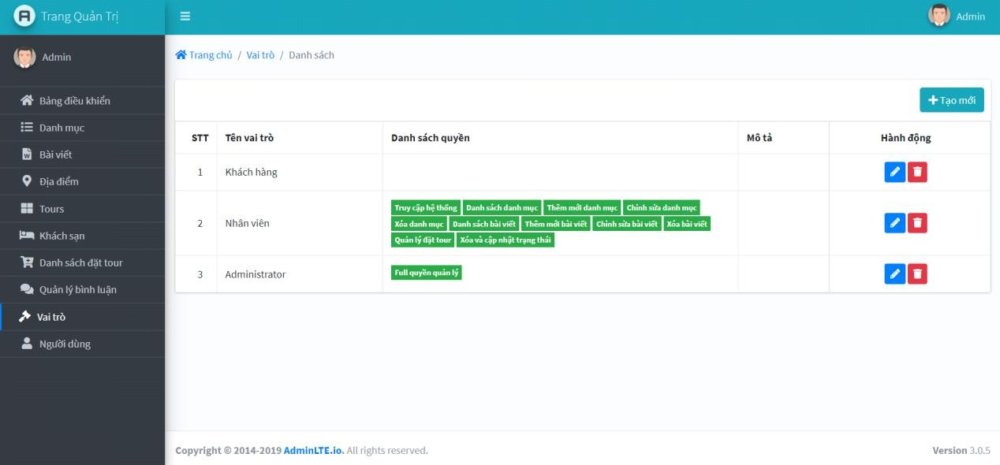 Trang Quản Trị
Admin
Admin
Trang chủ / Vai trò / Danh sách
Bảng điều khiển
Danh mục
Bài viết
Địa điểm
Tours
Khách sạn
Danh sách đặt tour
Quản lý bình luận
Vai trò
Người dùng
Tạo mới
STT Tên vai trò Danh sách quyền Mô tả Hành động
1 Khách hàng
2 Nhân viên
Truy cập hệ thống Danh sách danh mục Thêm mới danh mục Chỉnh sửa danh mục
Xóa danh mục Danh sách bài viết Thêm mới bài viết Chỉnh sửa bài viết Xóa bài viết
Quản lý đặt tour Xóa và cập nhật trạng thái
3 Administrator Full quyền quản lý
Copyright © 2014-2019 AdminLTE.io. All rights reserved. Version 3.0.5